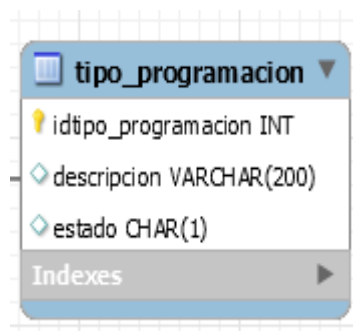 tipo_programacion
idtipo_programacion INT
descripcion VARCHAR(200)
estado CHAR(1)
Indexes